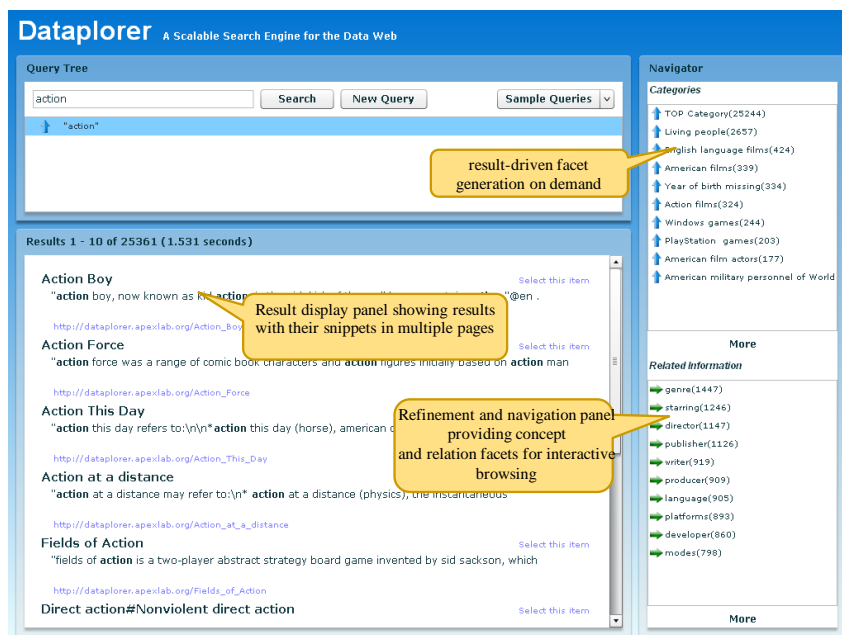 Dataplorer A Scalable Search Engine for the Data Web
Query Tree
action
Search
New Query
Sample Queries
"action"
result-driven facet
generation on demand
Results 1 - 10 of 25361 (1.531 seconds)
Action Boy
Select this item
"action boy, now known as kid action "@en .
http://dataplorer.apexlab.org/Action_Boy
Result display panel showing results
with their snippets in multiple pages
Action Force
Select this item
"action force was a range of comic book characters and action figures initially based on action man
http://dataplorer.apexlab.org/Action_Force
Action This Day
"action this day refers to:\n\n*action this day (horse), american
http://dataplorer.apexlab.org/Action_This_Day
Refinement and navigation panel
providing concept
and relation facets for interactive
browsing
Action at a distance
"action at a distance may refer to:\n* action at a distance (physics), the instantaneous
http://dataplorer.apexlab.org/Action_at_a_distance
Fields of Action
Select this item
"fields of action is a two-player abstract strategy board game invented by sid sackson, which
http://dataplorer.apexlab.org/Fields_of_Action
Direct action#Nonviolent direct action
Select this item
Navigator
Categories
TOP Category(25244)
Living people(2657)
English language films(424)
American films(339)
Year of birth missing(334)
Action films(324)
Windows games(244)
PlayStation games(203)
American film actors(177)
American military personnel of World
More
Related Information
genre(1447)
starring(1246)
director(1147)
publisher(1126)
writer(919)
producer(909)
language(905)
platforms(893)
developer(860)
modes(798)
More